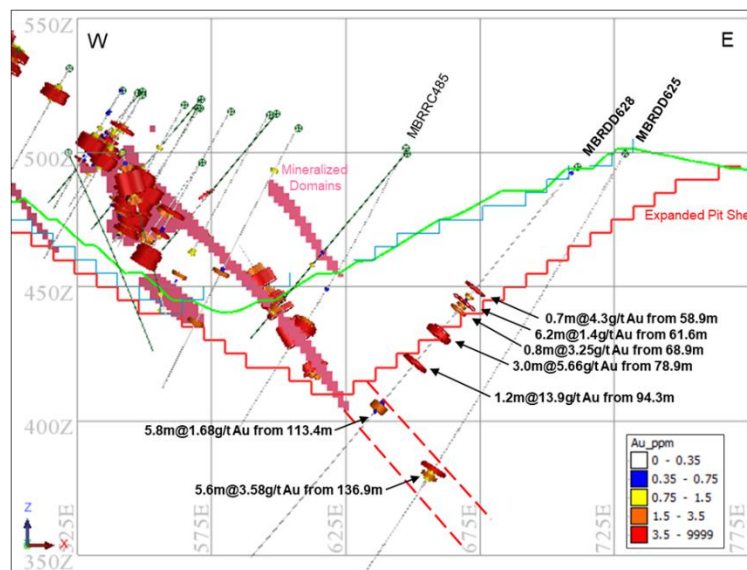 550Z
W
E
MBRRC485
MBRDD628
MBRDD625
500Z
Mineralized
Domains
Expanded Pit She
450Z
0.7m@4.3g/t Au from 58.9m
6.2m@1.4g/t Au from 61.6m
0.8m@3.25g/t Au from 68.9m
3.0m@5.66g/t Au from 78.9m
1.2m@13.9g/t Au from 94.3m
400Z
5.8m@1.68g/t Au from 113.4m
5.6m@3.58g/t Au from 136.9m
Au_ppm
0 - 0.35
0.35 - 0.75
0.75 - 1.5
1.5 - 3.5
3.5 - 9999
Z
X
350Z
525E
575E
625E
675E
725E
775E